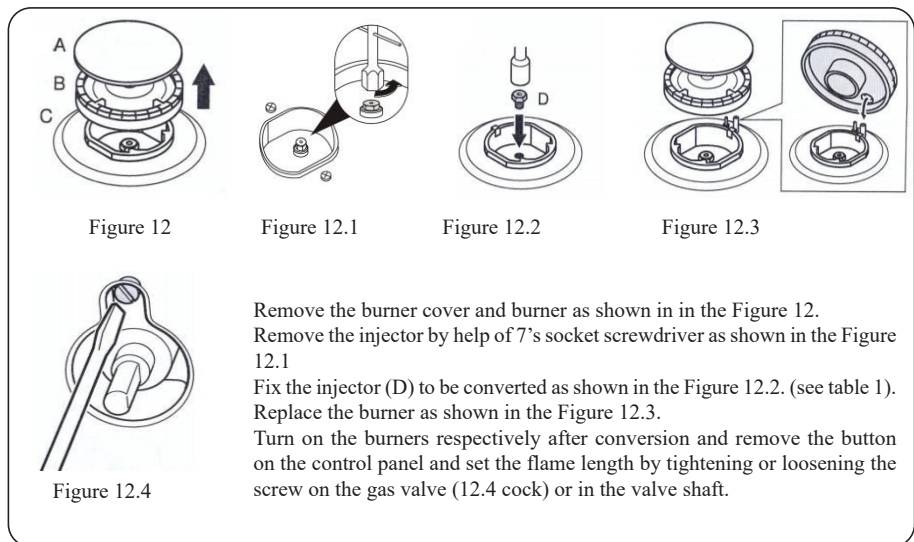 A
B
C
D
Figure 12
Figure 12.1
Figure 12.2
Figure 12.3
Figure 12.4
Remove the burner cover and burner as shown in in the Figure 12.
Remove the injector by help of 7’s socket screwdriver as shown in the Figure
12.1
Fix the injector (D) to be converted as shown in the Figure 12.2. (see table 1).
Replace the burner as shown in the Figure 12.3.
Turn on the burners respectively after conversion and remove the button
on the control panel and set the flame length by tightening or loosening the
screw on the gas valve (12.4 cock) or in the valve shaft.